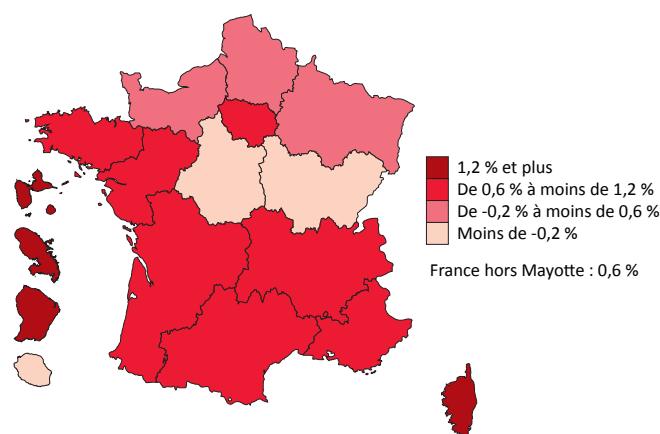 1,2 % et plus
De 0,6 % à moins de 1,2 %
De -0,2 % à moins de 0,6 %
Moins de -0,2 %
France hors Mayotte : 0,6 %